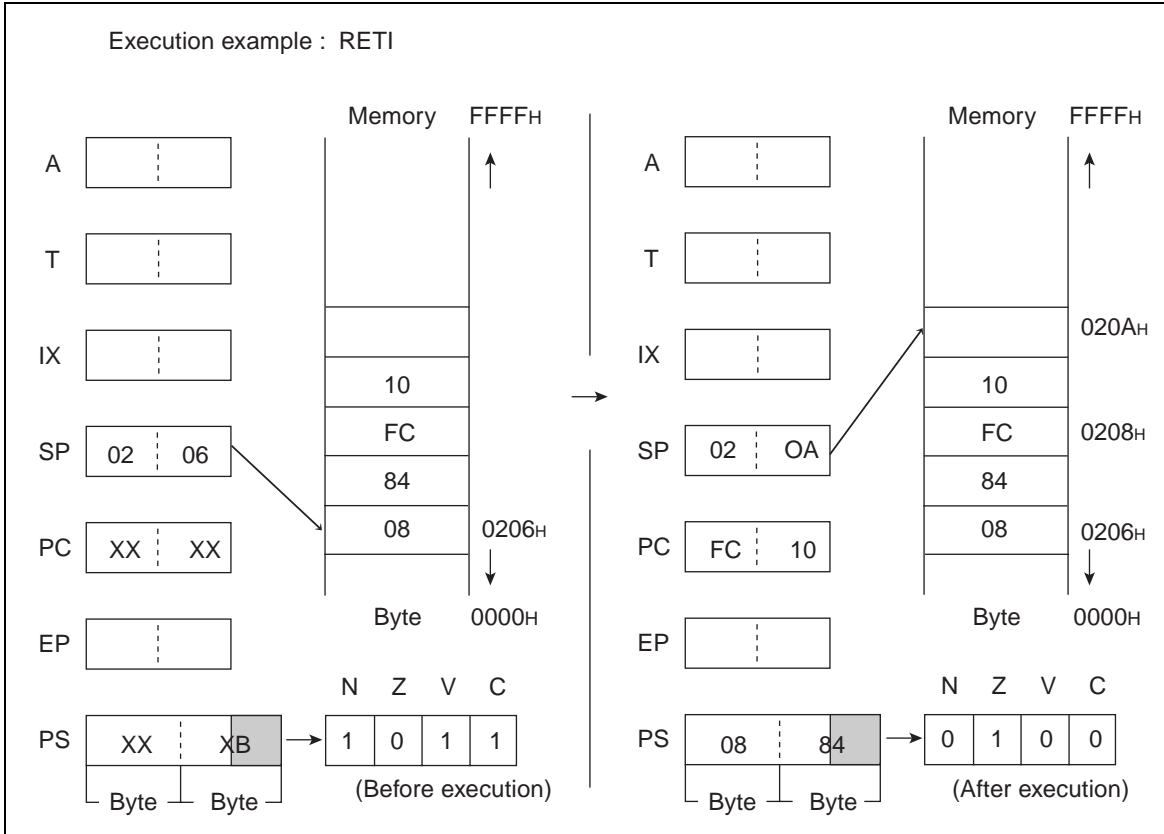 Execution example : RETI
Memory FFFFH
A
T
IX
10
FC
SP 02 06
84
08 0206H
PC XX XX
Byte 0000H
EP
N Z V C
PS XX XB 1 0 1 1
Byte Byte (Before execution)
Memory FFFFH
A
T
020AH
IX
10
FC 0208H
SP 02 OA
84
08 0206H
PC FC 10
Byte 0000H
EP
N Z V C
PS 08 84 0 1 0 0
Byte Byte (After execution)